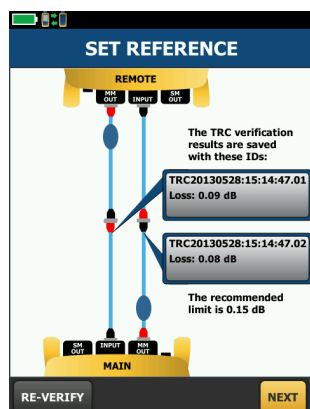 SET REFERENCE
REMOTE
MM
OUT
INPUT
SM
OUT
The TRC verification
results are saved
with these IDs:
TRC20130528:15:14:47.01
Loss: 0.09 dB
TRC20130528:15:14:47.02
Loss: 0.08 dB
The recommended
limit is 0.15 dB
SM
OUT
INPUT
MM
OUT
MAIN
RE-VERIFY
NEXT